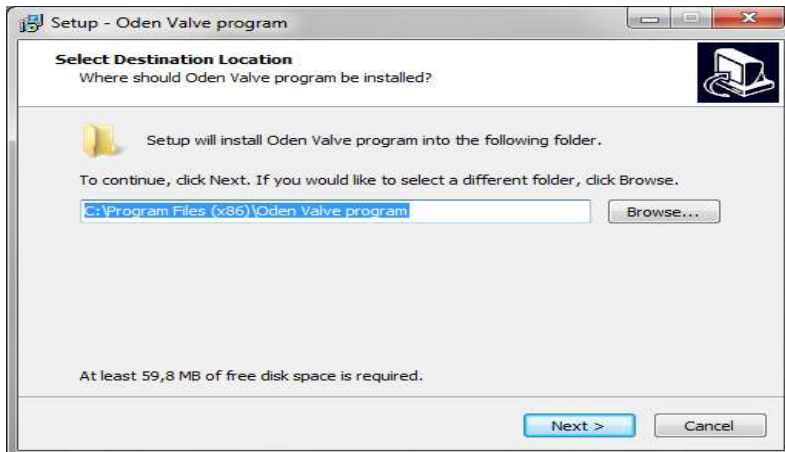 Setup - Oden Valve program
Select Destination Location
Where should Oden Valve program be installed?
Setup will install Oden Valve program into the following folder.
To continue, click Next. If you would like to select a different folder, click Browse.
C:\Program Files (x86)\Oden Valve program
Browse...
At least 59,8 MB of free disk space is required.
Next >
Cancel